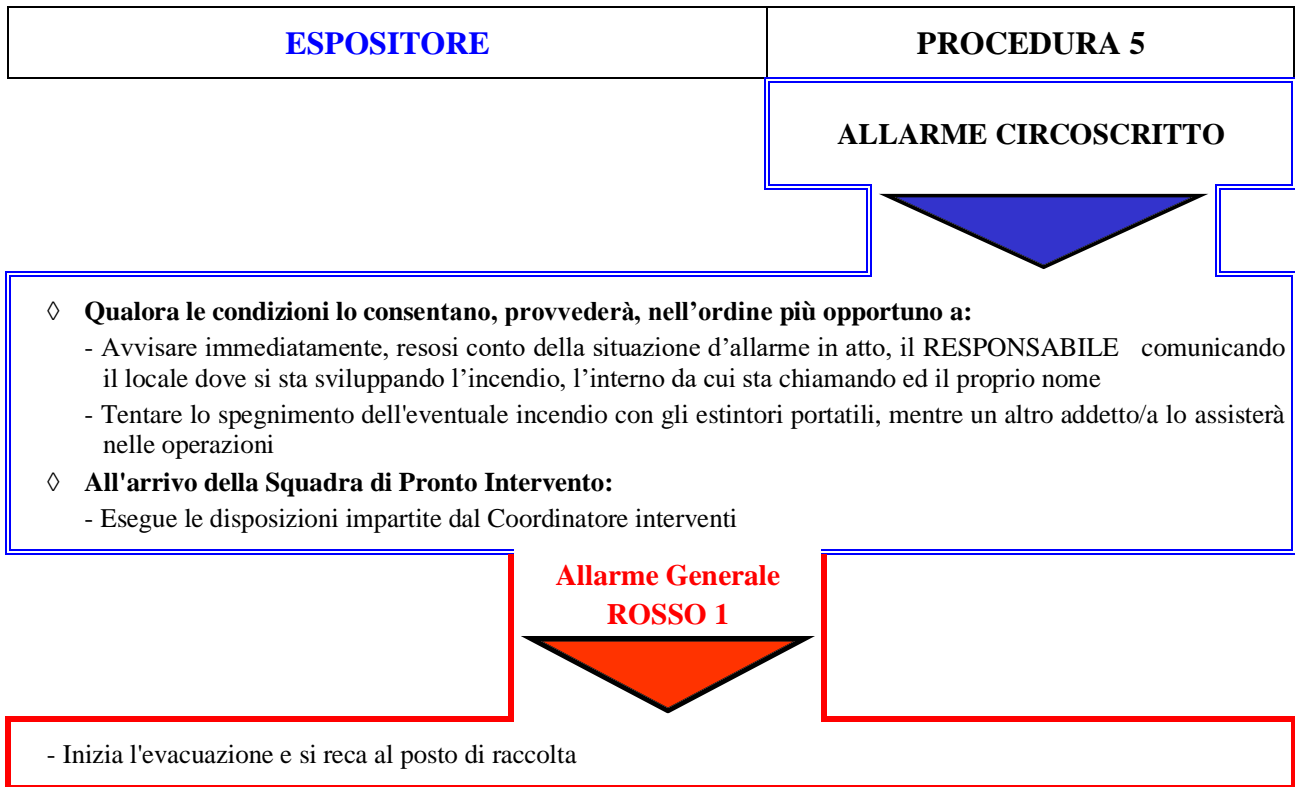 ESPOSITORE
PROCEDURA 5
ALLARME CIRCOSCRITTO
◊ Qualora le condizioni lo consentano, provvederà, nell’ordine più opportuno a:
- Avvisare immediatamente, resosi conto della situazione d’allarme in atto, il RESPONSABILE comunicando
il locale dove si sta sviluppando l’incendio, l’interno da cui sta chiamando ed il proprio nome
- Tentare lo spegnimento dell'eventuale incendio con gli estintori portatili, mentre un altro addetto/a lo assisterà
nelle operazioni
◊ All'arrivo della Squadra di Pronto Intervento:
- Esegue le disposizioni impartite dal Coordinatore interventi
Allarme Generale
ROSSO 1
- Inizia l'evacuazione e si reca al posto di raccolta